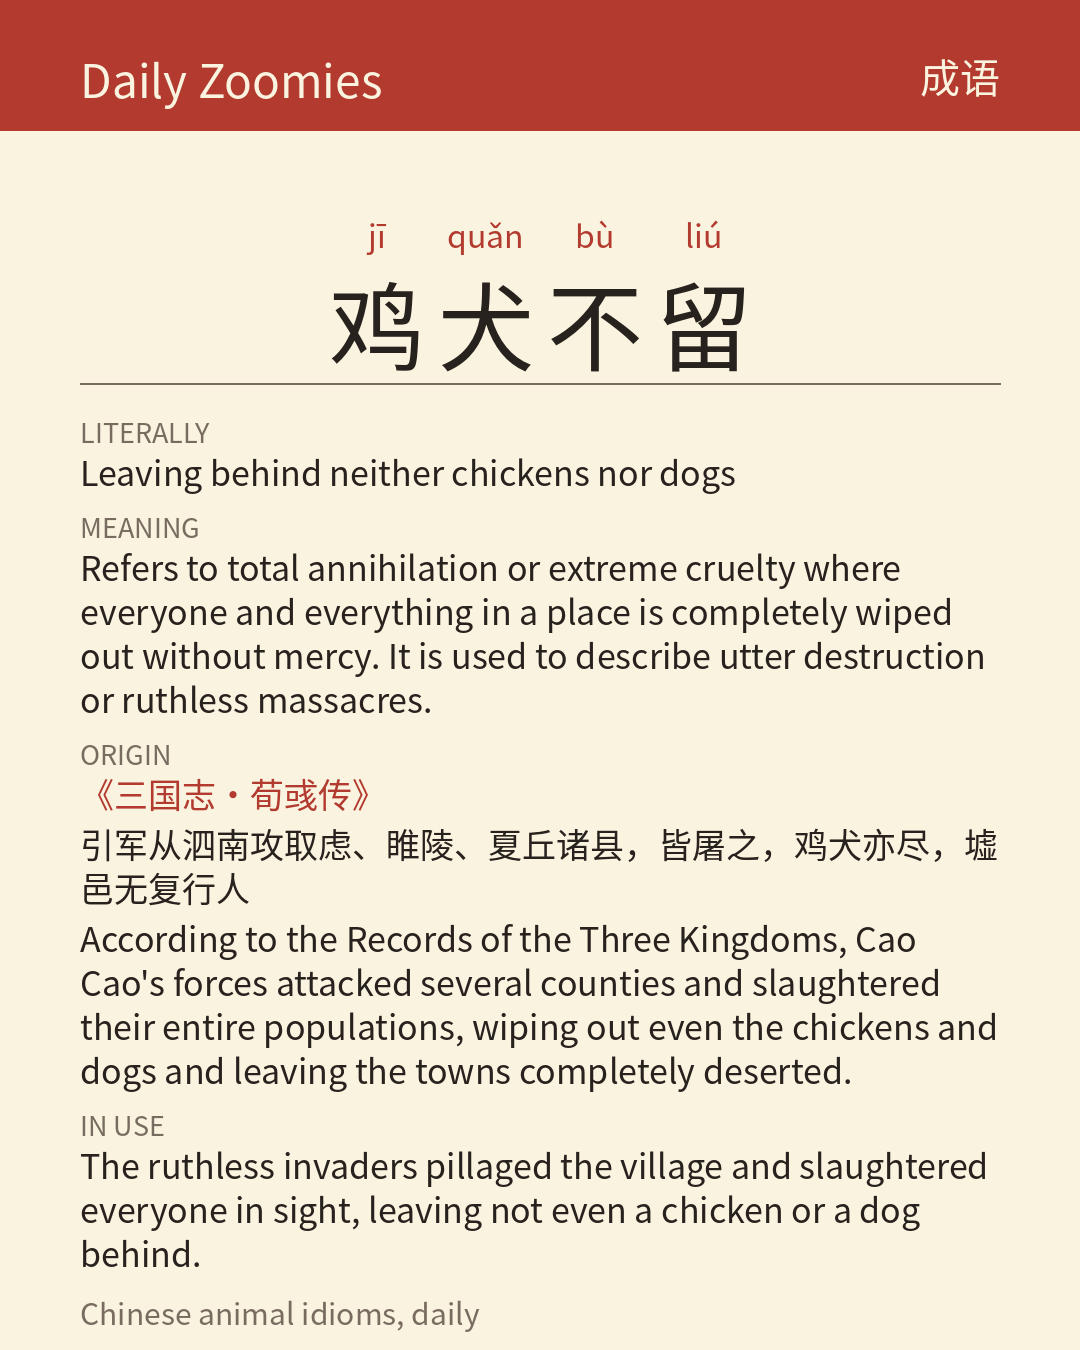 Daily Zoomies
成语
jī quǎn bù liú
鸡犬不留
LITERALLY
Leaving behind neither chickens nor dogs
MEANING
Refers to total annihilation or extreme cruelty where
everyone and everything in a place is completely wiped
out without mercy. It is used to describe utter destruction
or ruthless massacres.
ORIGIN
《三国志·荀彧传》
引军从泗南攻取虑、睢陵、夏丘诸县，皆屠之，鸡犬亦尽，墟
邑无复行人
According to the Records of the Three Kingdoms, Cao
Cao's forces attacked several counties and slaughtered
their entire populations, wiping out even the chickens and
dogs and leaving the towns completely deserted.
IN USE
The ruthless invaders pillaged the village and slaughtered
everyone in sight, leaving not even a chicken or a dog
behind.
Chinese animal idioms, daily